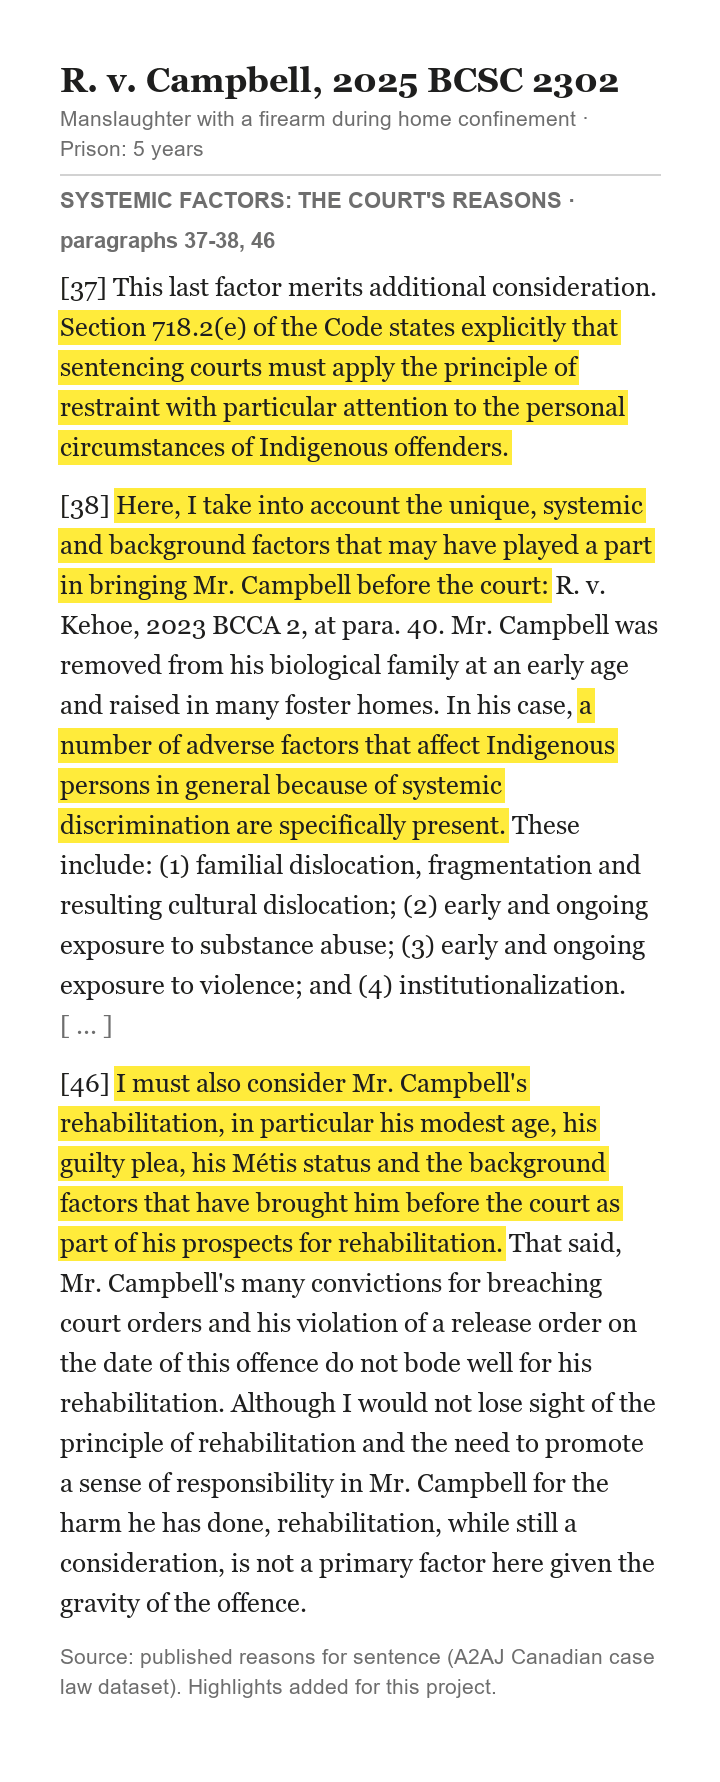 R. v. Campbell, 2025 BCSC 2302
Manslaughter with a firearm during home confinement ·
Prison: 5 years
SYSTEMIC FACTORS: THE COURT'S REASONS ·
paragraphs 37-38, 46
[37] This last factor merits additional consideration.
Section 718.2(e) of the Code states explicitly that
sentencing courts must apply the principle of
restraint with particular attention to the personal
circumstances of Indigenous offenders.
[38] Here, I take into account the unique, systemic
and background factors that may have played a part
in bringing Mr. Campbell before the court: R. v.
Kehoe, 2023 BCCA 2, at para. 40. Mr. Campbell was
removed from his biological family at an early age
and raised in many foster homes. In his case, a
number of adverse factors that affect Indigenous
persons in general because of systemic
discrimination are specifically present. These
include: (1) familial dislocation, fragmentation and
resulting cultural dislocation; (2) early and ongoing
exposure to substance abuse; (3) early and ongoing
exposure to violence; and (4) institutionalization.
[ ... ]
[46] I must also consider Mr. Campbell's
rehabilitation, in particular his modest age, his
guilty plea, his Métis status and the background
factors that have brought him before the court as
part of his prospects for rehabilitation. That said,
Mr. Campbell's many convictions for breaching
court orders and his violation of a release order on
the date of this offence do not bode well for his
rehabilitation. Although I would not lose sight of the
principle of rehabilitation and the need to promote
a sense of responsibility in Mr. Campbell for the
harm he has done, rehabilitation, while still a
consideration, is not a primary factor here given the
gravity of the offence.
Source: published reasons for sentence (A2AJ Canadian case
law dataset). Highlights added for this project.